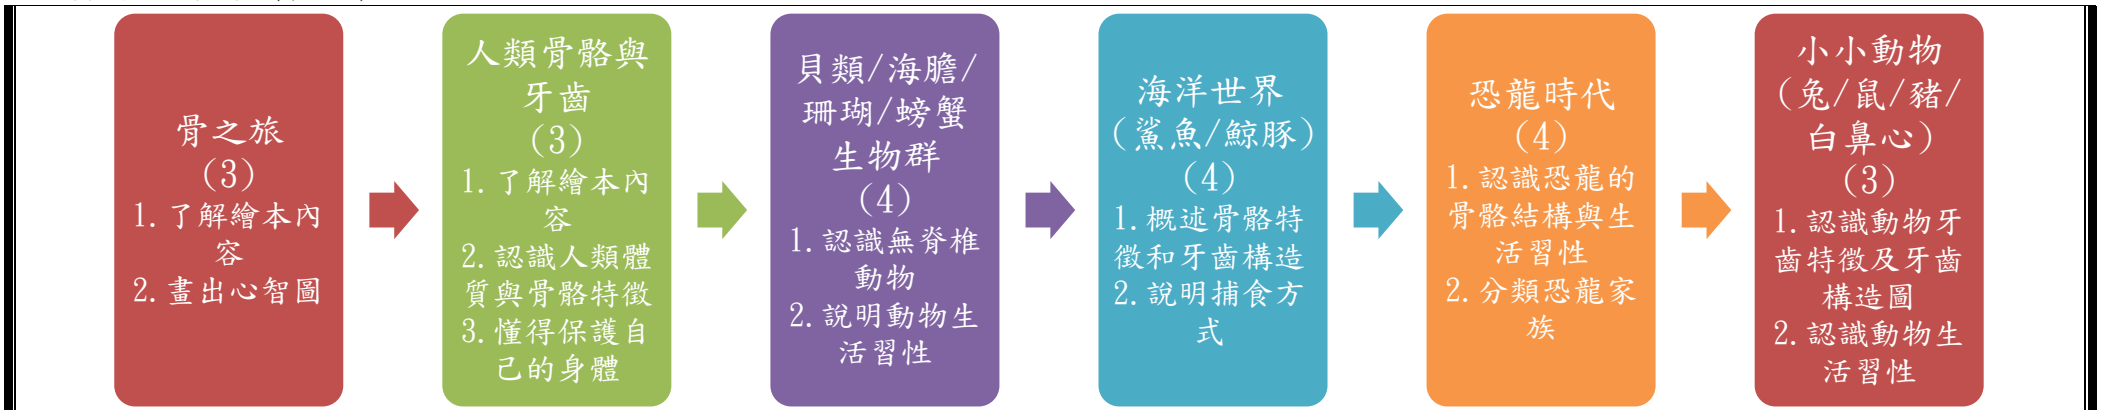 骨之旅
(3)
1.了解繪本內
容
2.畫出心智圖
人類骨骼與
牙齒
(3)
1.了解繪本內
容
2.認識人類體
質與骨骼特徵
3.懂得保護自
己的身體
貝類/海膽/
珊瑚/螃蟹
生物群
(4)
1.認識無脊椎
動物
2.說明動物生
活習性
海洋世界
(鯊魚/鯨豚)
(4)
1.概述骨骼特
徵和牙齒構造
2.說明捕食方
式
恐龍時代
(4)
1.認識恐龍的
骨骼結構與生
活習性
2.分類恐龍家
族
小小動物
(兔/鼠/豬/
白鼻心)
(3)
1.認識動物牙
齒特徵及牙齒
構造圖
2.認識動物生
活習性